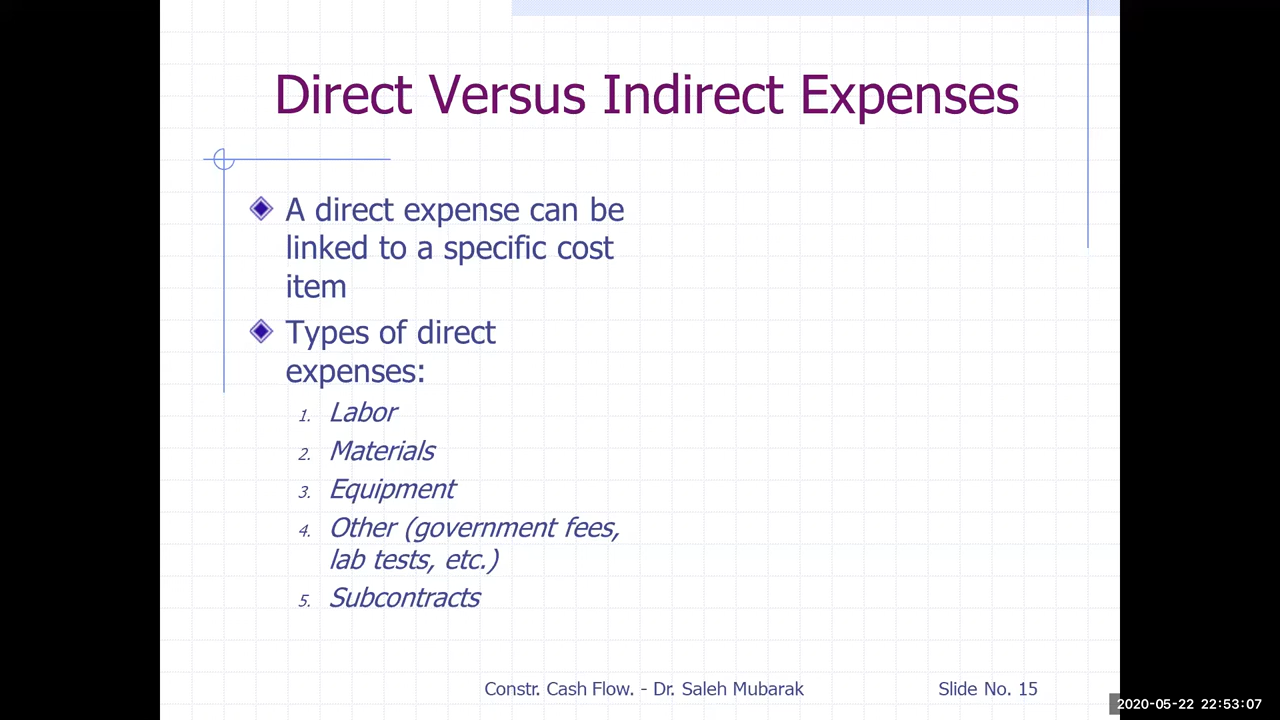 Direct Versus Indirect Expenses
A direct expense can be
linked to a specific cost
item
Types of direct
expenses:
1. Labor
2. Materials
3. Equipment
4. Other (government fees,
lab tests, etc.)
5. Subcontracts
Constr. Cash Flow. - Dr. Saleh Mubarak
Slide No. 15
2020-05-22 22:53:07